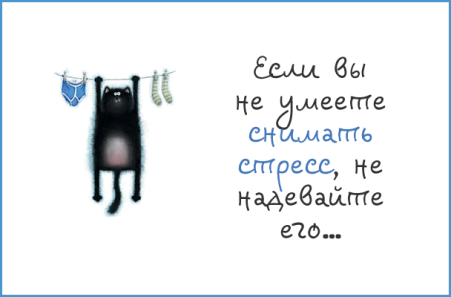 Если вы
не умеете
снимать
стресс, не
надевайте
его...